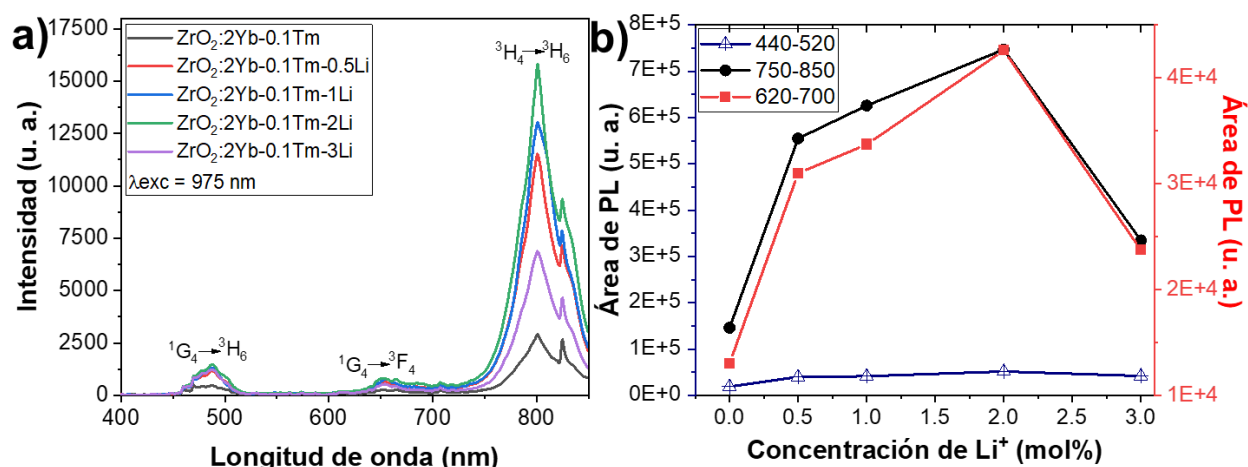 a)
ZrO₂:2Yb-0.1Tm
ZrO₂:2Yb-0.1Tm-0.5Li
ZrO₂:2Yb-0.1Tm-1Li
ZrO₂:2Yb-0.1Tm-2Li
ZrO₂:2Yb-0.1Tm-3Li
λexc = 975 nm
³H₄→³H₆
¹G₄→³H₆
¹G₄→³F₄
Intensidad (u. a.)
17500
15000
12500
10000
7500
5000
2500
0
400 500 600 700 800
Longitud de onda (nm)
b)
440-520
750-850
620-700
Área de PL (u. a.)
8E+5
7E+5
6E+5
5E+5
4E+5
3E+5
2E+5
1E+5
0E+0
0.0 0.5 1.0 1.5 2.0 2.5 3.0
Concentración de Li⁺ (mol%)
4E+4
3E+4
2E+4
1E+4
Área de PL (u. a.)